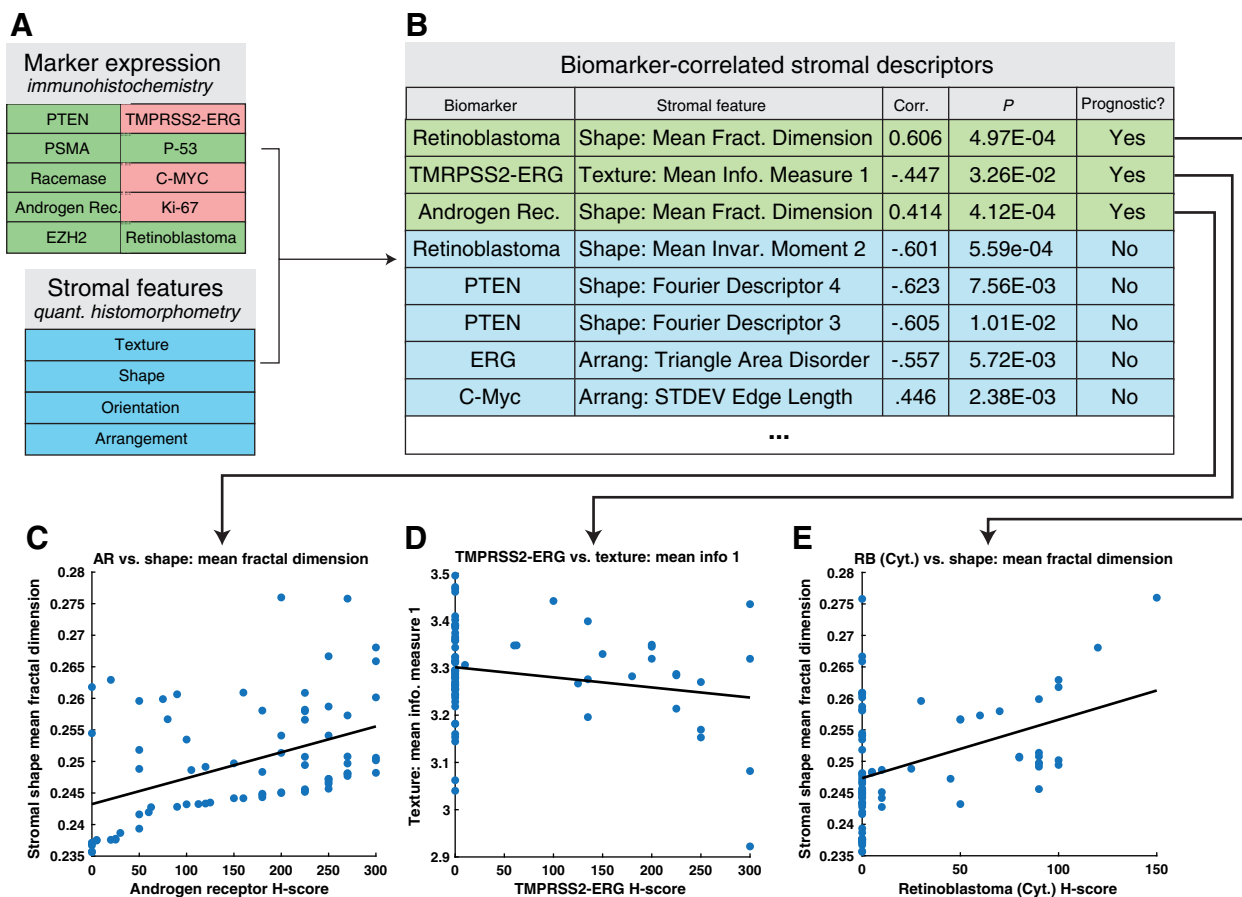 A
Marker expression
immunohistochemistry
PTEN TMPRSS2-ERG
PSMA P-53
Racemase C-MYC
Androgen Rec. Ki-67
EZH2 Retinoblastoma
Stromal features
quant. histomorphometry
Texture
Shape
Orientation
Arrangement
B
Biomarker-correlated stromal descriptors
Biomarker Stromal feature Corr. P Prognostic?
Retinoblastoma Shape: Mean Fract. Dimension 0.606 4.97E-04 Yes
TMRPSS2-ERG Texture: Mean Info. Measure 1 -.447 3.26E-02 Yes
Androgen Rec. Shape: Mean Fract. Dimension 0.414 4.12E-04 Yes
Retinoblastoma Shape: Mean Invar. Moment 2 -.601 5.59e-04 No
PTEN Shape: Fourier Descriptor 4 -.623 7.56E-03 No
PTEN Shape: Fourier Descriptor 3 -.605 1.01E-02 No
ERG Arrang: Triangle Area Disorder -.557 5.72E-03 No
C-Myc Arrang: STDEV Edge Length .446 2.38E-03 No
...
C
AR vs. shape: mean fractal dimension
Stromal shape mean fractal dimension
0.28
0.275
0.27
0.265
0.26
0.255
0.25
0.245
0.24
0.235
0 50 100 150 200 250 300
Androgen receptor H-score
D
TMPRSS2-ERG vs. texture: mean info 1
Texture: mean info. measure 1
3.5
3.4
3.3
3.2
3.1
3
2.9
0 50 100 150 200 250 300
TMPRSS2-ERG H-score
E
RB (Cyt.) vs. shape: mean fractal dimension
Stromal shape mean fractal dimension
0.28
0.275
0.27
0.265
0.26
0.255
0.25
0.245
0.24
0.235
0 50 100 150
Retinoblastoma (Cyt.) H-score